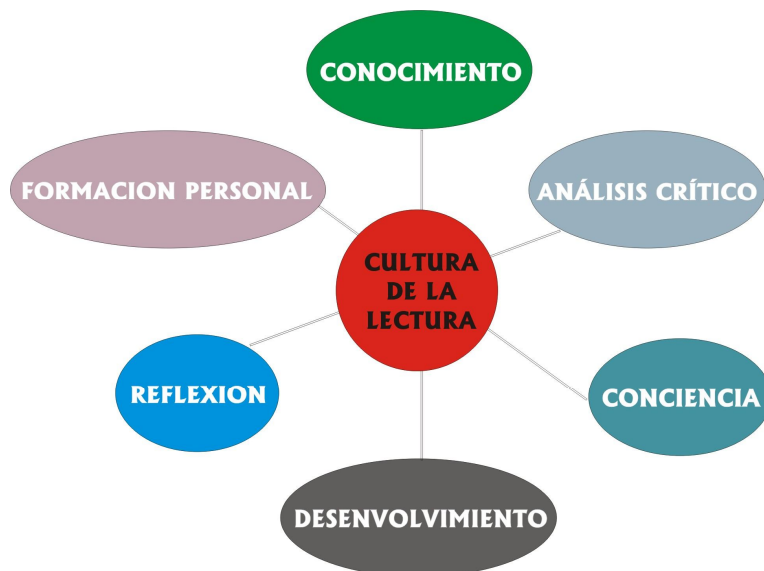 CONOCIMIENTO
FORMACION PERSONAL
ANÁLISIS CRÍTICO
CULTURA
DE LA
LECTURA
REFLEXION
CONCIENCIA
DESENVOLVIMIENTO